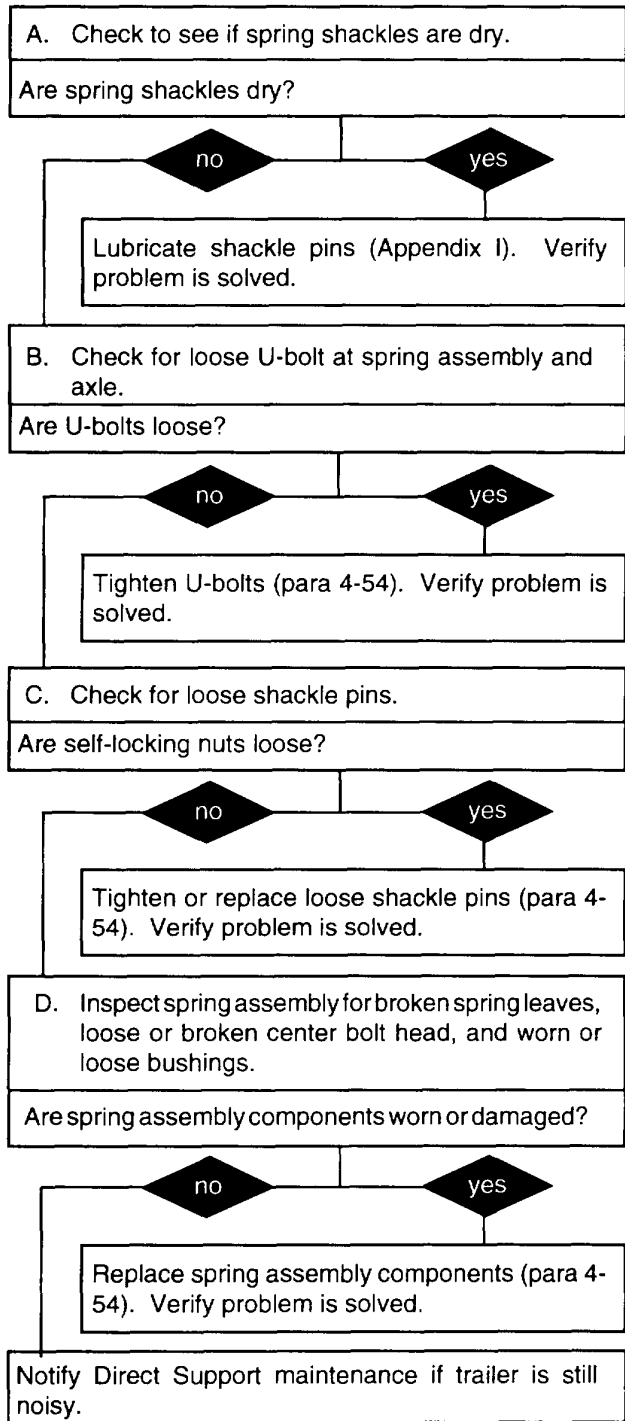 A. Check to see if spring shackles are dry.
Are spring shackles dry?
no
yes
Lubricate shackle pins (Appendix I). Verify
problem is solved.
B. Check for loose U-bolt at spring assembly and
axle.
Are U-bolts loose?
no
yes
Tighten U-bolts (para 4-54). Verify problem is
solved.
C. Check for loose shackle pins.
Are self-locking nuts loose?
no
yes
Tighten or replace loose shackle pins (para 4-
54). Verify problem is solved.
D. Inspect spring assembly for broken spring leaves,
loose or broken center bolt head, and worn or
loose bushings.
Are spring assembly components worn or damaged?
no
yes
Replace spring assembly components (para 4-
54). Verify problem is solved.
Notify Direct Support maintenance if trailer is still
noisy.